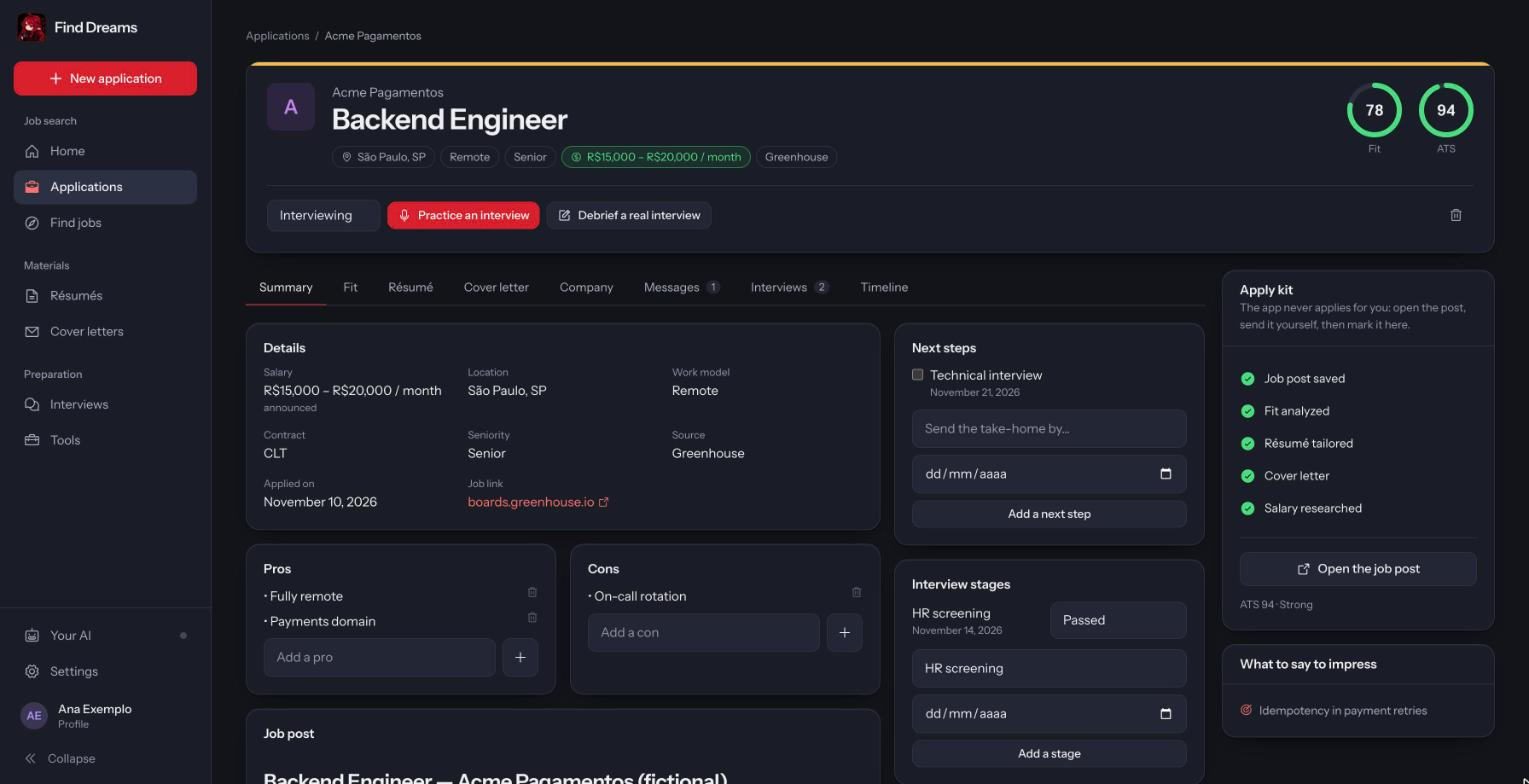 Find Dreams
New application
Job search
Home
Applications
Find jobs
Materials
Résumés
Cover letters
Preparation
Interviews
Tools
Your AI
Settings
AE
Ana Exemplo
Profile
Collapse
Applications / Acme Pagamentos
A
Acme Pagamentos
Backend Engineer
São Paulo, SP
Remote
Senior
R$15,000 – R$20,000 / month
Greenhouse
78
Fit
94
ATS
Interviewing
Practice an interview
Debrief a real interview
Summary
Fit
Résumé
Cover letter
Company
Messages 1
Interviews 2
Timeline
Details
Salary
R$15,000 – R$20,000 / month
announced
Location
São Paulo, SP
Work model
Remote
Contract
CLT
Seniority
Senior
Source
Greenhouse
Applied on
November 10, 2026
Job link
boards.greenhouse.io
Pros
• Fully remote
• Payments domain
Add a pro
Cons
• On-call rotation
Add a con
Job post
Backend Engineer — Acme Pagamentos (fictional)
Next steps
Technical interview
November 21, 2026
Send the take-home by...
dd/mm/aaaa
Add a next step
Interview stages
HR screening
November 14, 2026
Passed
HR screening
dd/mm/aaaa
Add a stage
Apply kit
The app never applies for you: open the post,
send it yourself, then mark it here.
Job post saved
Fit analyzed
Résumé tailored
Cover letter
Salary researched
Open the job post
ATS 94 · Strong
What to say to impress
Idempotency in payment retries